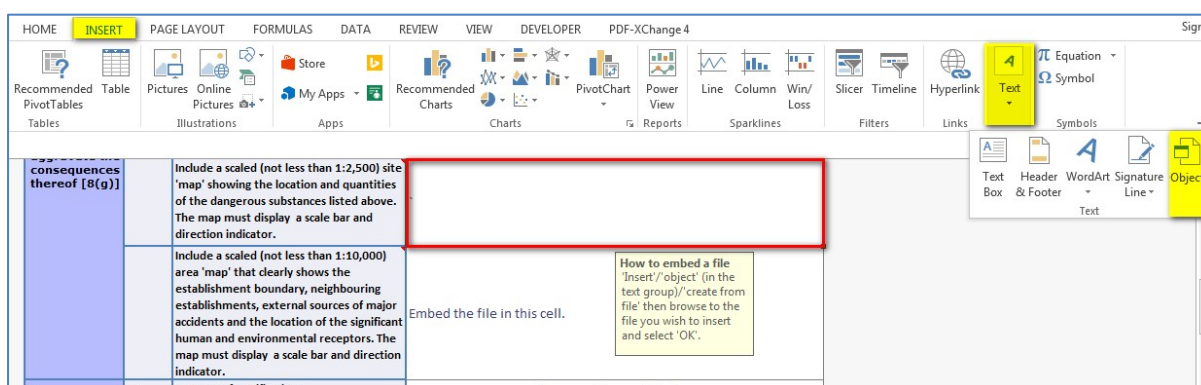 HOME INSERT PAGE LAYOUT FORMULAS DATA REVIEW VIEW DEVELOPER PDF-XChange 4 Sign
Recommended PivotTables
Table
Tables
Pictures
Online Pictures
Illustrations
Store
My Apps
Apps
Recommended Charts
PivotChart
Charts
Power View
Reports
Line
Column
Win/ Loss
Sparklines
Slicer
Timeline
Filters
Hyperlink
Links
Text
π Equation
Ω Symbol
Symbols
Text Box
Header & Footer
WordArt
Signature Line
Object
Text
consequences
thereof [8(g)]
Include a scaled (not less than 1:2,500) site
'map' showing the location and quantities
of the dangerous substances listed above.
The map must display a scale bar and
direction indicator.
Include a scaled (not less than 1:10,000)
area 'map' that clearly shows the
establishment boundary, neighbouring
establishments, external sources of major
accidents and the location of the significant
human and environmental receptors. The
map must display a scale bar and direction
indicator.
Embed the file in this cell.
How to embed a file
'Insert'/'object' (in the
text group)/'create from
file' then browse to the
file you wish to insert
and select 'OK'.